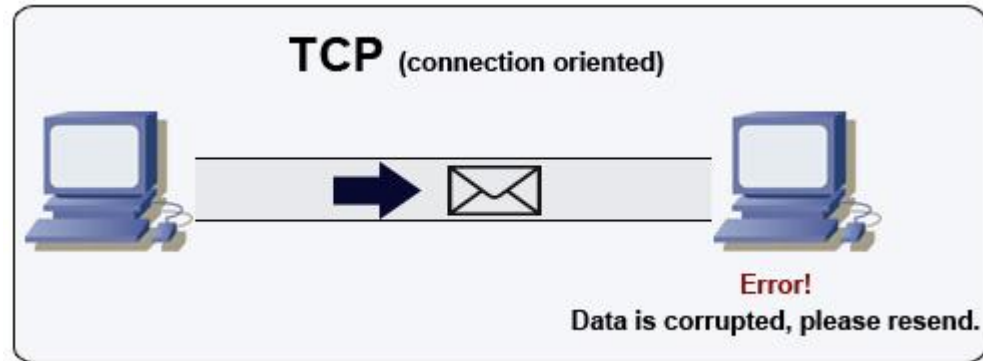 TCP (connection oriented)
Error!
Data is corrupted, please resend.